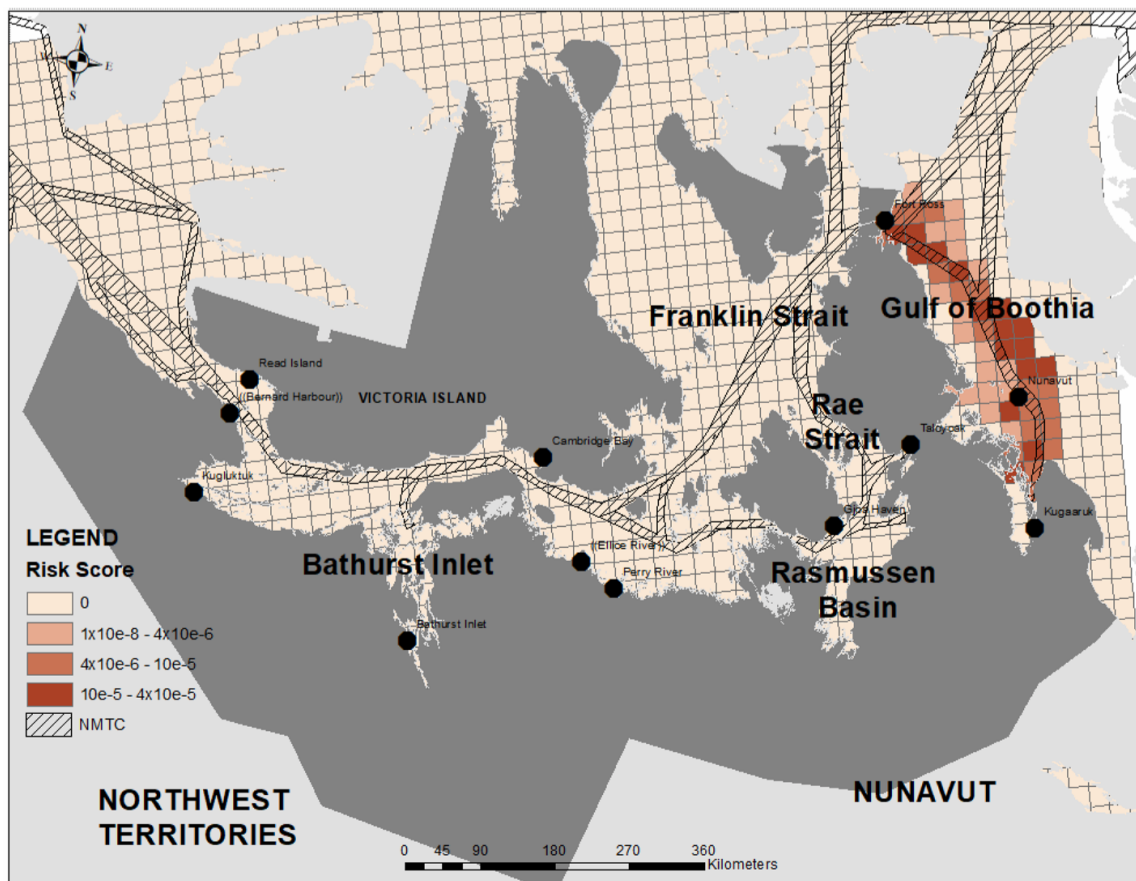 N
W
E
S
Fort Ross
Franklin Strait
Gulf of Boothia
Read Island
((Bernard Harbour))
VICTORIA ISLAND
Nunavut
Rae
Strait
Cambridge Bay
Taloyoak
Kugluktuk
Gjoa Haven
Kugaaruk
LEGEND
Risk Score
0
1x10e-8 - 4x10e-6
4x10e-6 - 10e-5
10e-5 - 4x10e-5
NMTC
Bathurst Inlet
((Ellice River))
Perry River
Rasmussen
Basin
Bathurst Inlet
NORTHWEST
TERRITORIES
NUNAVUT
0 45 90 180 270 360
Kilometers